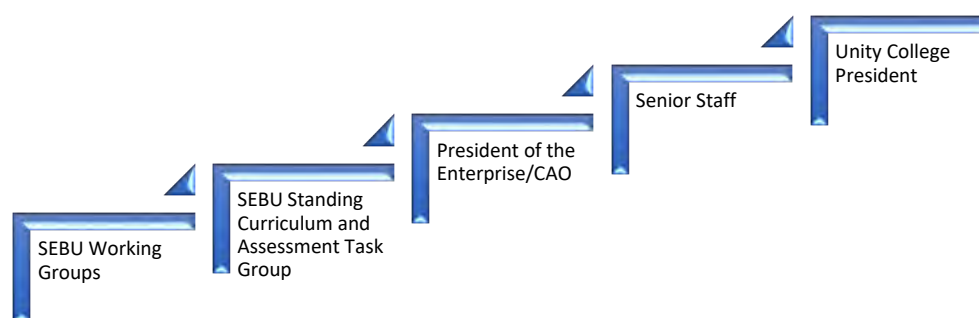 SEBU Working
Groups
SEBU Standing
Curriculum and
Assessment Task
Group
President of the
Enterprise/CAO
Senior Staff
Unity College
President